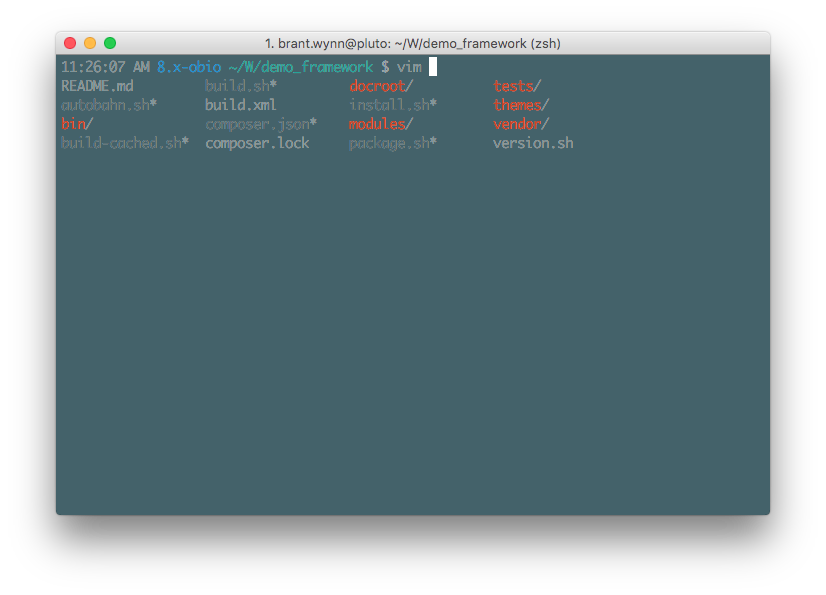 1. brant.wynn@pluto: ~/W/demo_framework (zsh)
11:26:07 AM 8.x-obio ~/W/demo_framework $ vim
README.md build.sh* docroot/ tests/
autobahn.sh* build.xml install.sh* themes/
bin/ composer.json* modules/ vendor/
build-cached.sh* composer.lock package.sh* version.sh